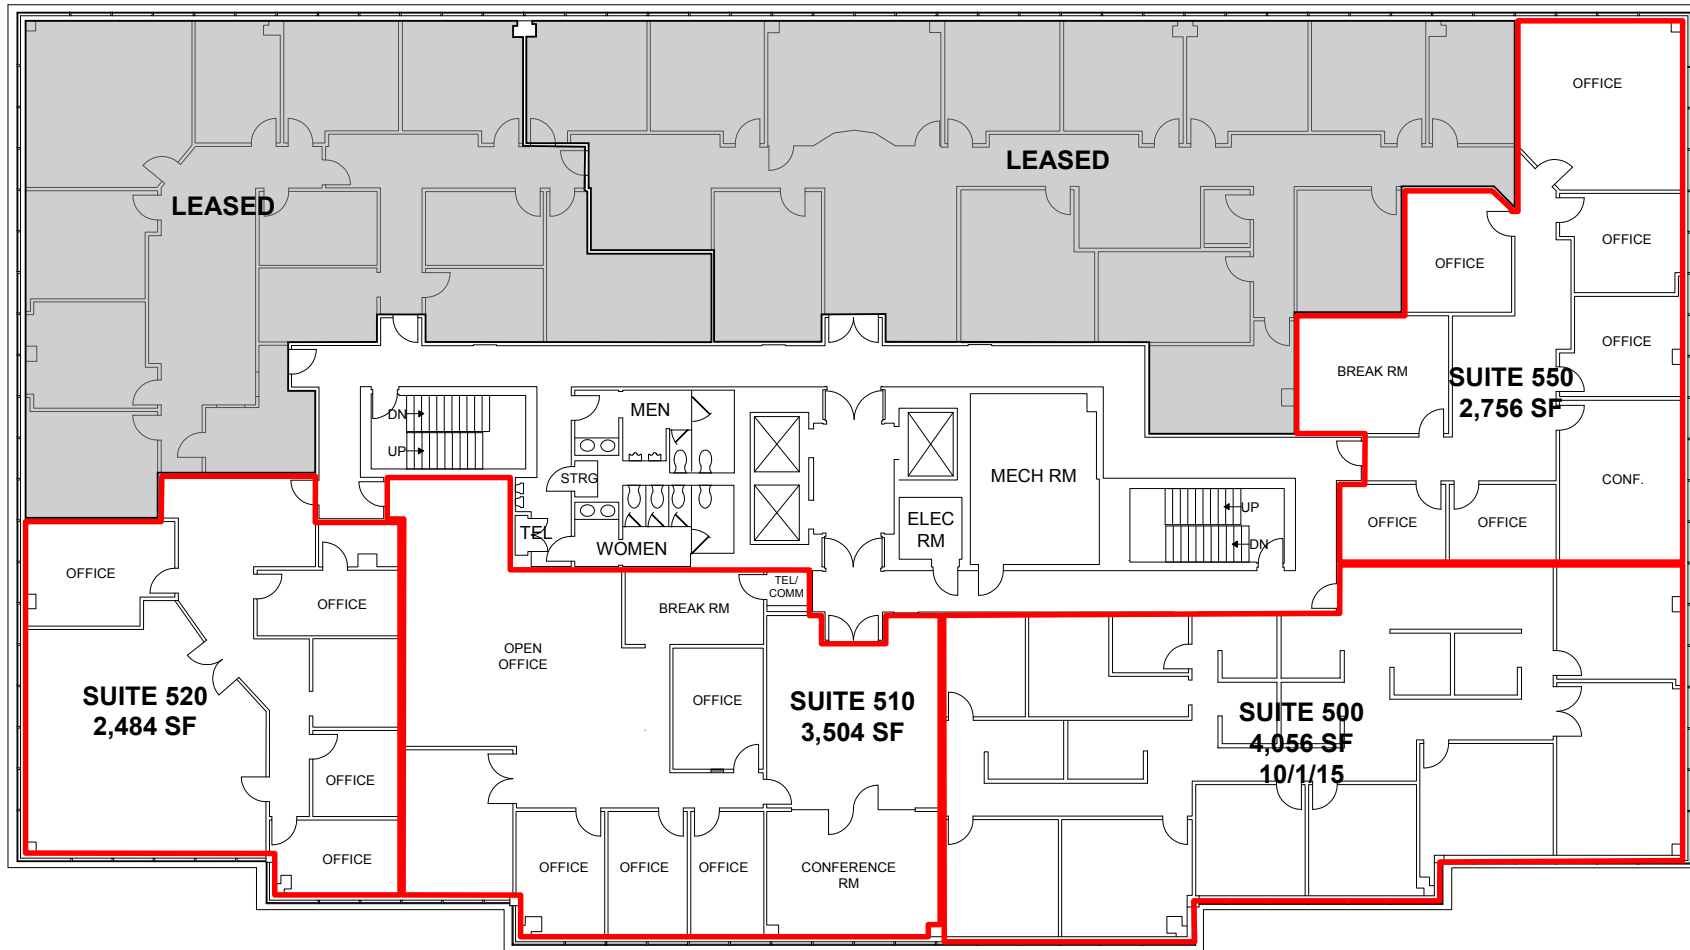 OFFICE
LEASED
LEASED
OFFICE
OFFICE
OFFICE
BREAK RM
SUITE 550
2,756 SF
DN
UP
MEN
STRG
MECH RM
CONF.
TEL
WOMEN
ELEC
RM
UP
DN
OFFICE
OFFICE
OFFICE
OFFICE
BREAK RM
TEL/
COMM
OPEN
OFFICE
SUITE 520
2,484 SF
OFFICE
SUITE 510
3,504 SF
SUITE 500
4,056 SF
10/1/15
OFFICE
OFFICE
OFFICE
OFFICE
OFFICE
CONFERENCE
RM